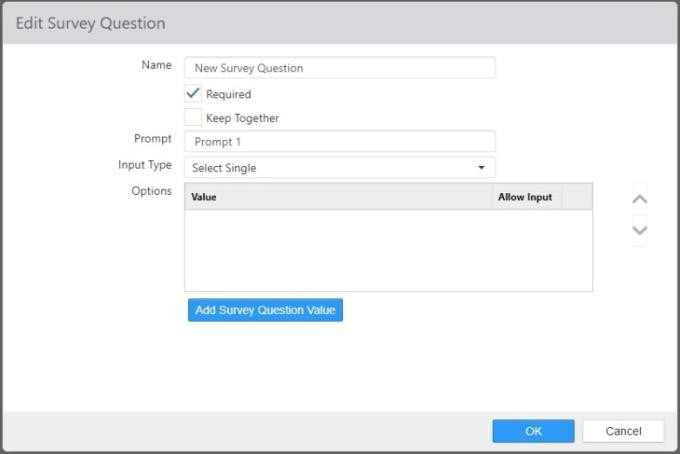 Edit Survey Question
Name New Survey Question
Required
Keep Together
Prompt Prompt 1
Input Type Select Single
Options Value Allow Input
Add Survey Question Value
OK Cancel